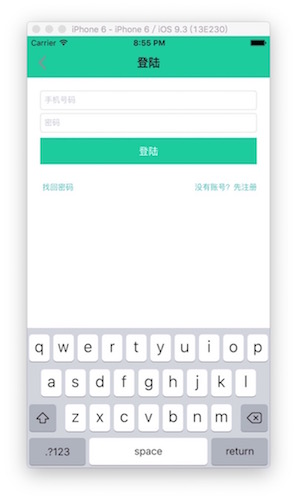 iPhone 6 - iPhone 6 / iOS 9.3 (13E230)
Carrier 8:55 PM
登陆
手机号码
密码
登陆
找回密码 没有账号? 先注册
q w e r t y u i o p
a s d f g h j k l
z x c v b n m
.?123 space return